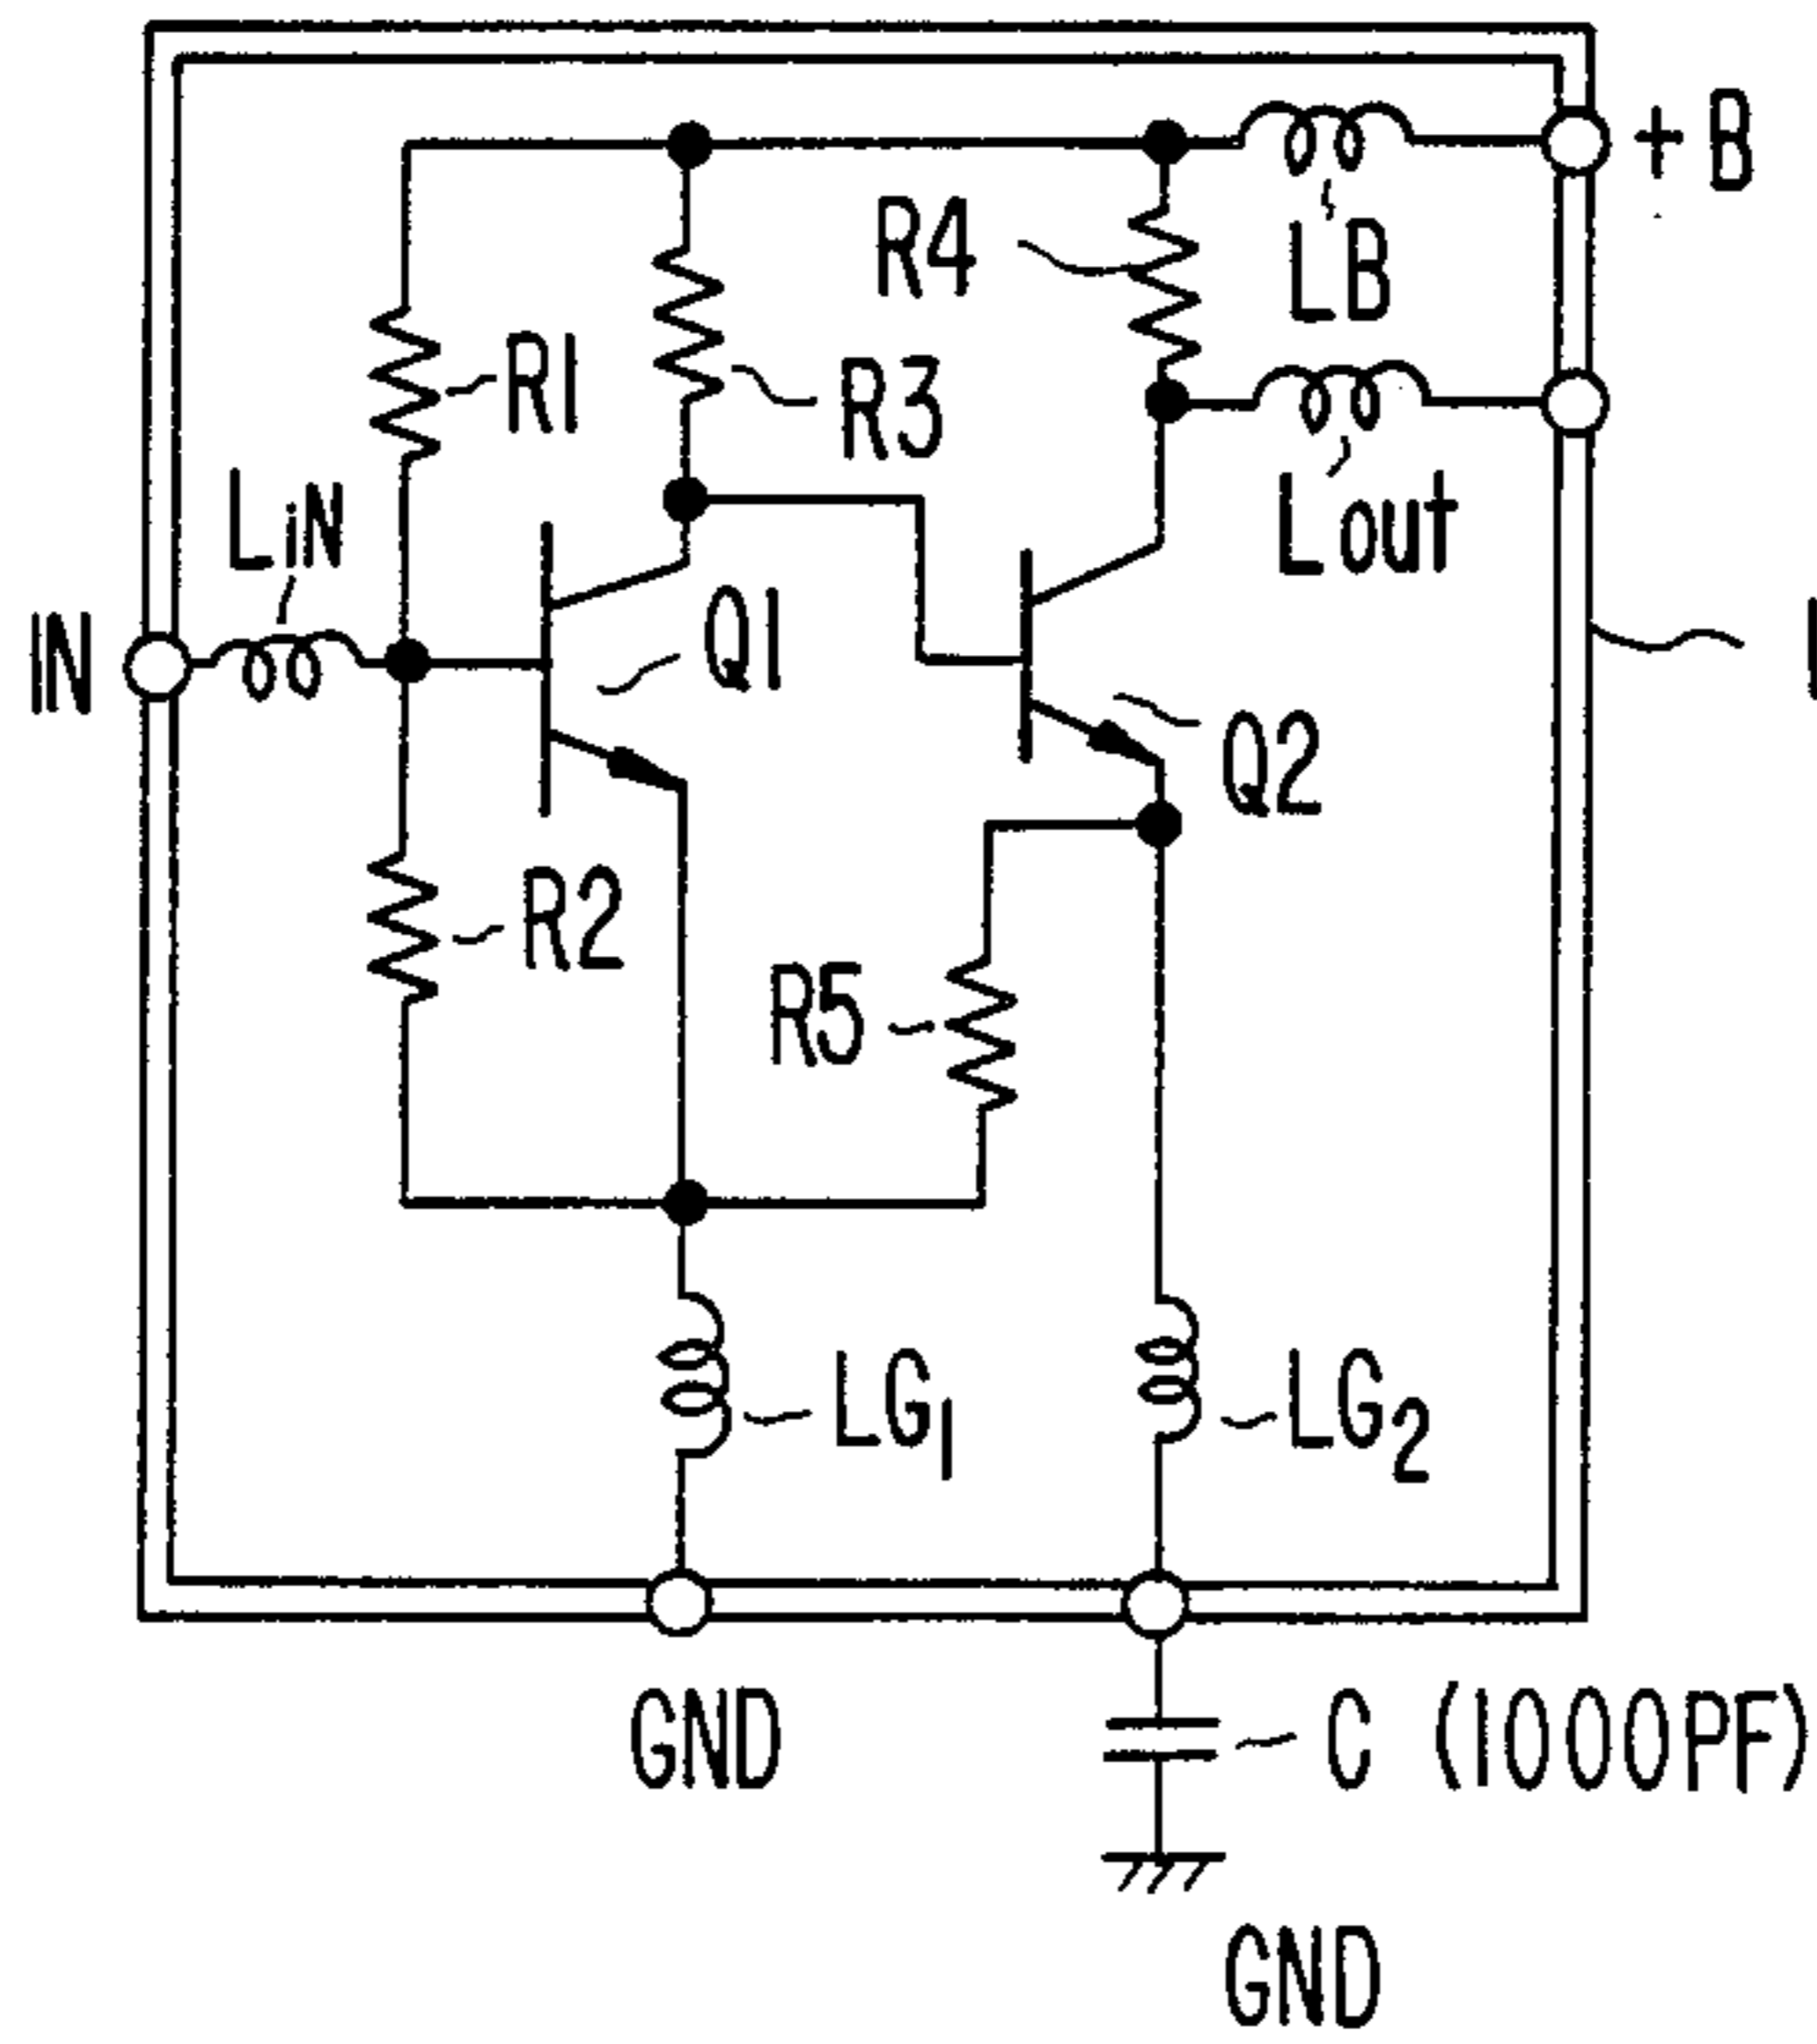 +B
R4
LB
R1
R3
LiN
Lout
IN
Q1
Q2
R2
R5
LG1
LG2
GND
C (1000PF)
GND